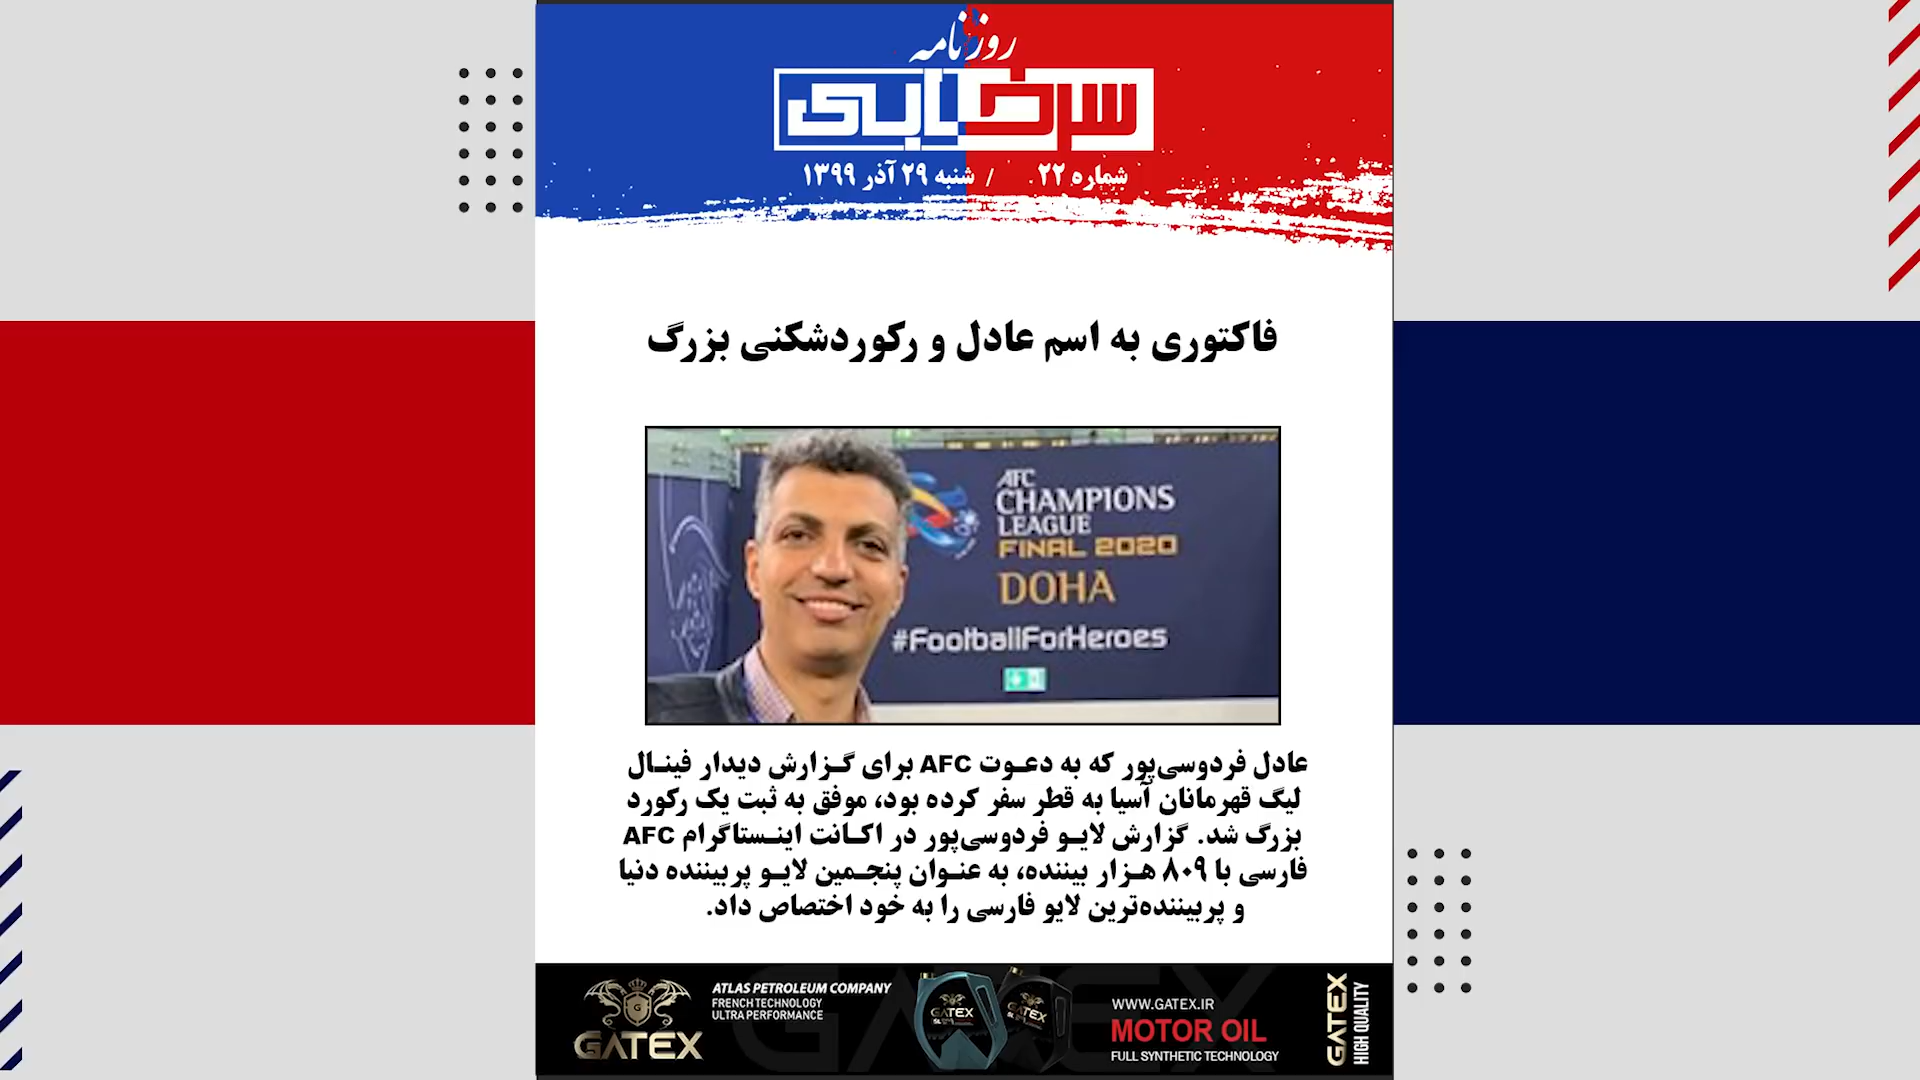 روزنامه
سرخابی
شماره ۲۲ / شنبه ۲۹ آذر ۱۳۹۹
فاکتوری به اسم عادل و رکوردشکنی بزرگ
AFC
CHAMPIONS
LEAGUE
FINAL 2020
DOHA
#FootballForHeroes
عادل فردوسی‌پور که به دعوت AFC برای گزارش دیدار فینال
لیگ قهرمانان آسیا به قطر سفر کرده بود، موفق به ثبت یک رکورد
بزرگ شد. گزارش لایو فردوسی‌پور در اکانت اینستاگرام AFC
فارسی با ۸۰۹ هزار بیننده، به عنوان پنجمین لایو پربیننده دنیا
و پربیننده‌ترین لایو فارسی را به خود اختصاص داد.
GATEX
ATLAS PETROLEUM COMPANY
FRENCH TECHNOLOGY
ULTRA PERFORMANCE
GATEX
GATEX
WWW.GATEX.IR
MOTOR OIL
FULL SYNTHETIC TECHNOLOGY
GATEX
HIGH QUALITY